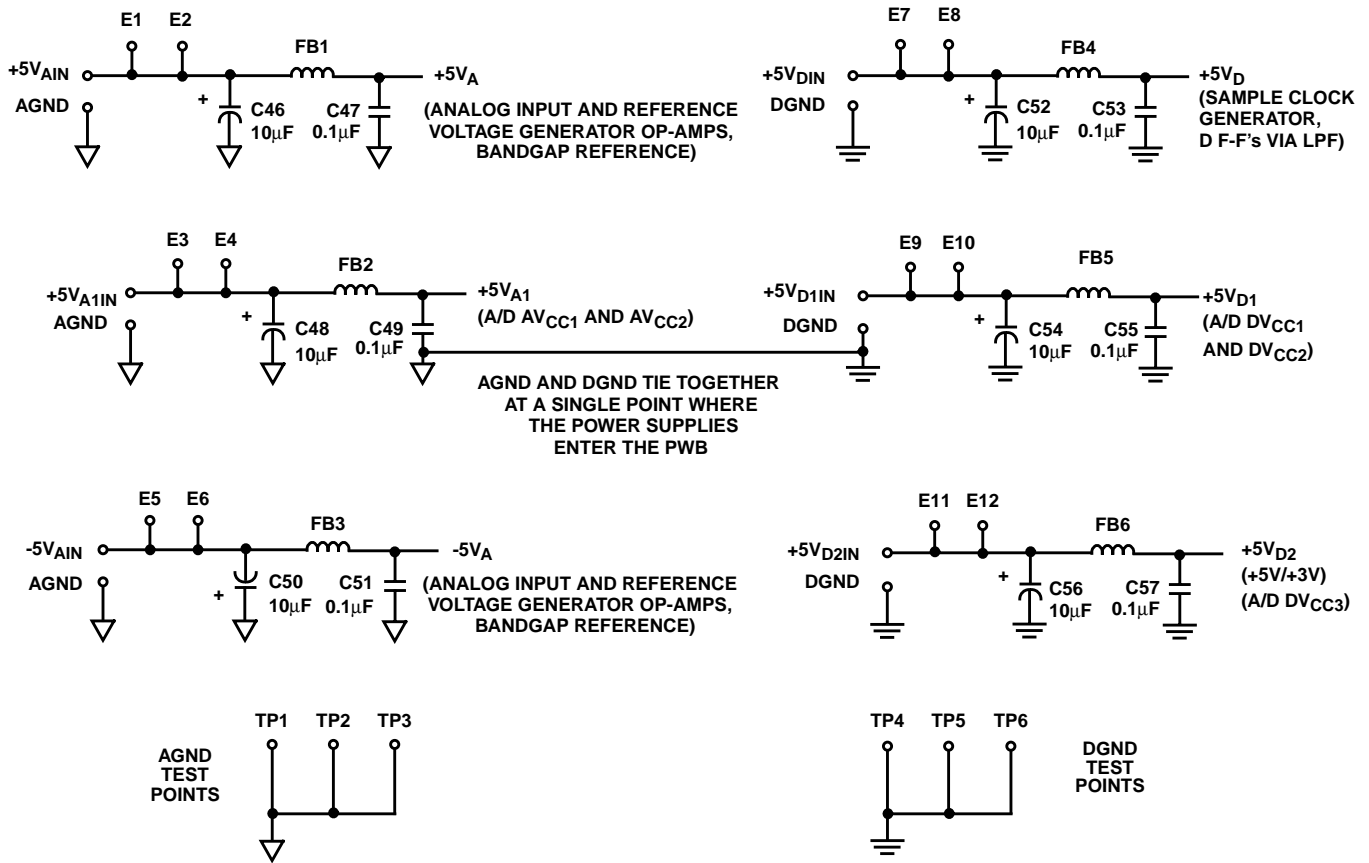 E1 E2
FB1
+5VAIN
+5VA
AGND
+
C46
10µF
C47
0.1µF
(ANALOG INPUT AND REFERENCE
VOLTAGE GENERATOR OP-AMPS,
BANDGAP REFERENCE)
E7 E8
FB4
+5VDIN
+5VD
DGND
+
C52
10µF
C53
0.1µF
(SAMPLE CLOCK
GENERATOR,
D F-F's VIA LPF)
E3 E4
FB2
+5VA1IN
+5VA1
AGND
+
C48
10µF
C49
0.1µF
(A/D AVCC1 AND AVCC2)
E9 E10
FB5
+5VD1IN
+5VD1
DGND
+
C54
10µF
C55
0.1µF
(A/D DVCC1
AND DVCC2)
AGND AND DGND TIE TOGETHER
AT A SINGLE POINT WHERE
THE POWER SUPPLIES
ENTER THE PWB
E5 E6
FB3
-5VAIN
-5VA
AGND
+
C50
10µF
C51
0.1µF
(ANALOG INPUT AND REFERENCE
VOLTAGE GENERATOR OP-AMPS,
BANDGAP REFERENCE)
E11 E12
FB6
+5VD2IN
+5VD2
DGND
+
C56
10µF
C57
0.1µF
(+5V/+3V)
(A/D DVCC3)
TP1 TP2 TP3
AGND
TEST
POINTS
TP4 TP5 TP6
DGND
TEST
POINTS